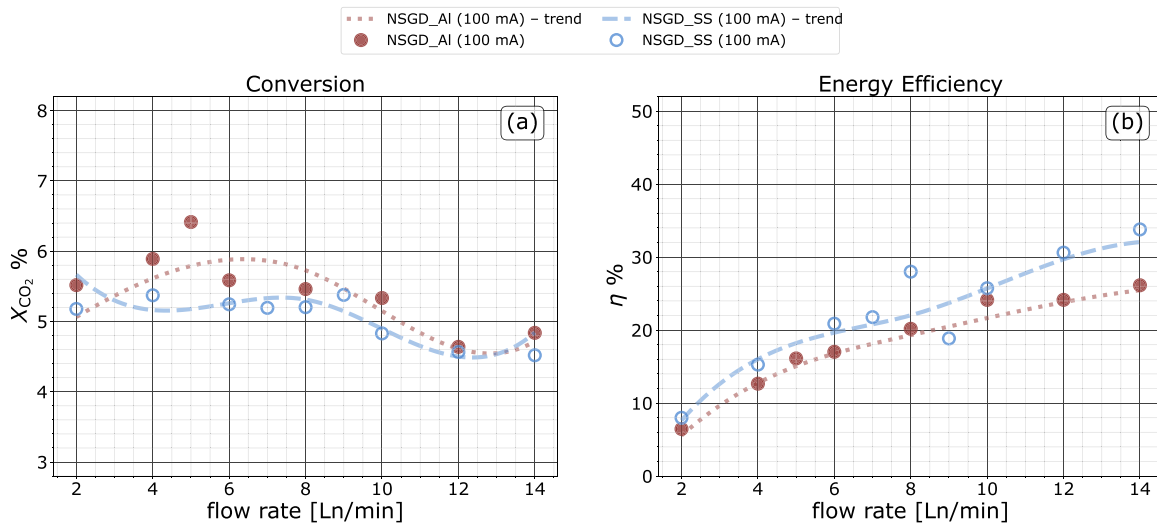 NSGD_Al (100 mA) – trend
NSGD_Al (100 mA)
NSGD_SS (100 mA) – trend
NSGD_SS (100 mA)
Conversion
(a)
X_CO₂ %
8
7
6
5
4
3
2 4 6 8 10 12 14
flow rate [Ln/min]
Energy Efficiency
(b)
η %
50
40
30
20
10
0
2 4 6 8 10 12 14
flow rate [Ln/min]